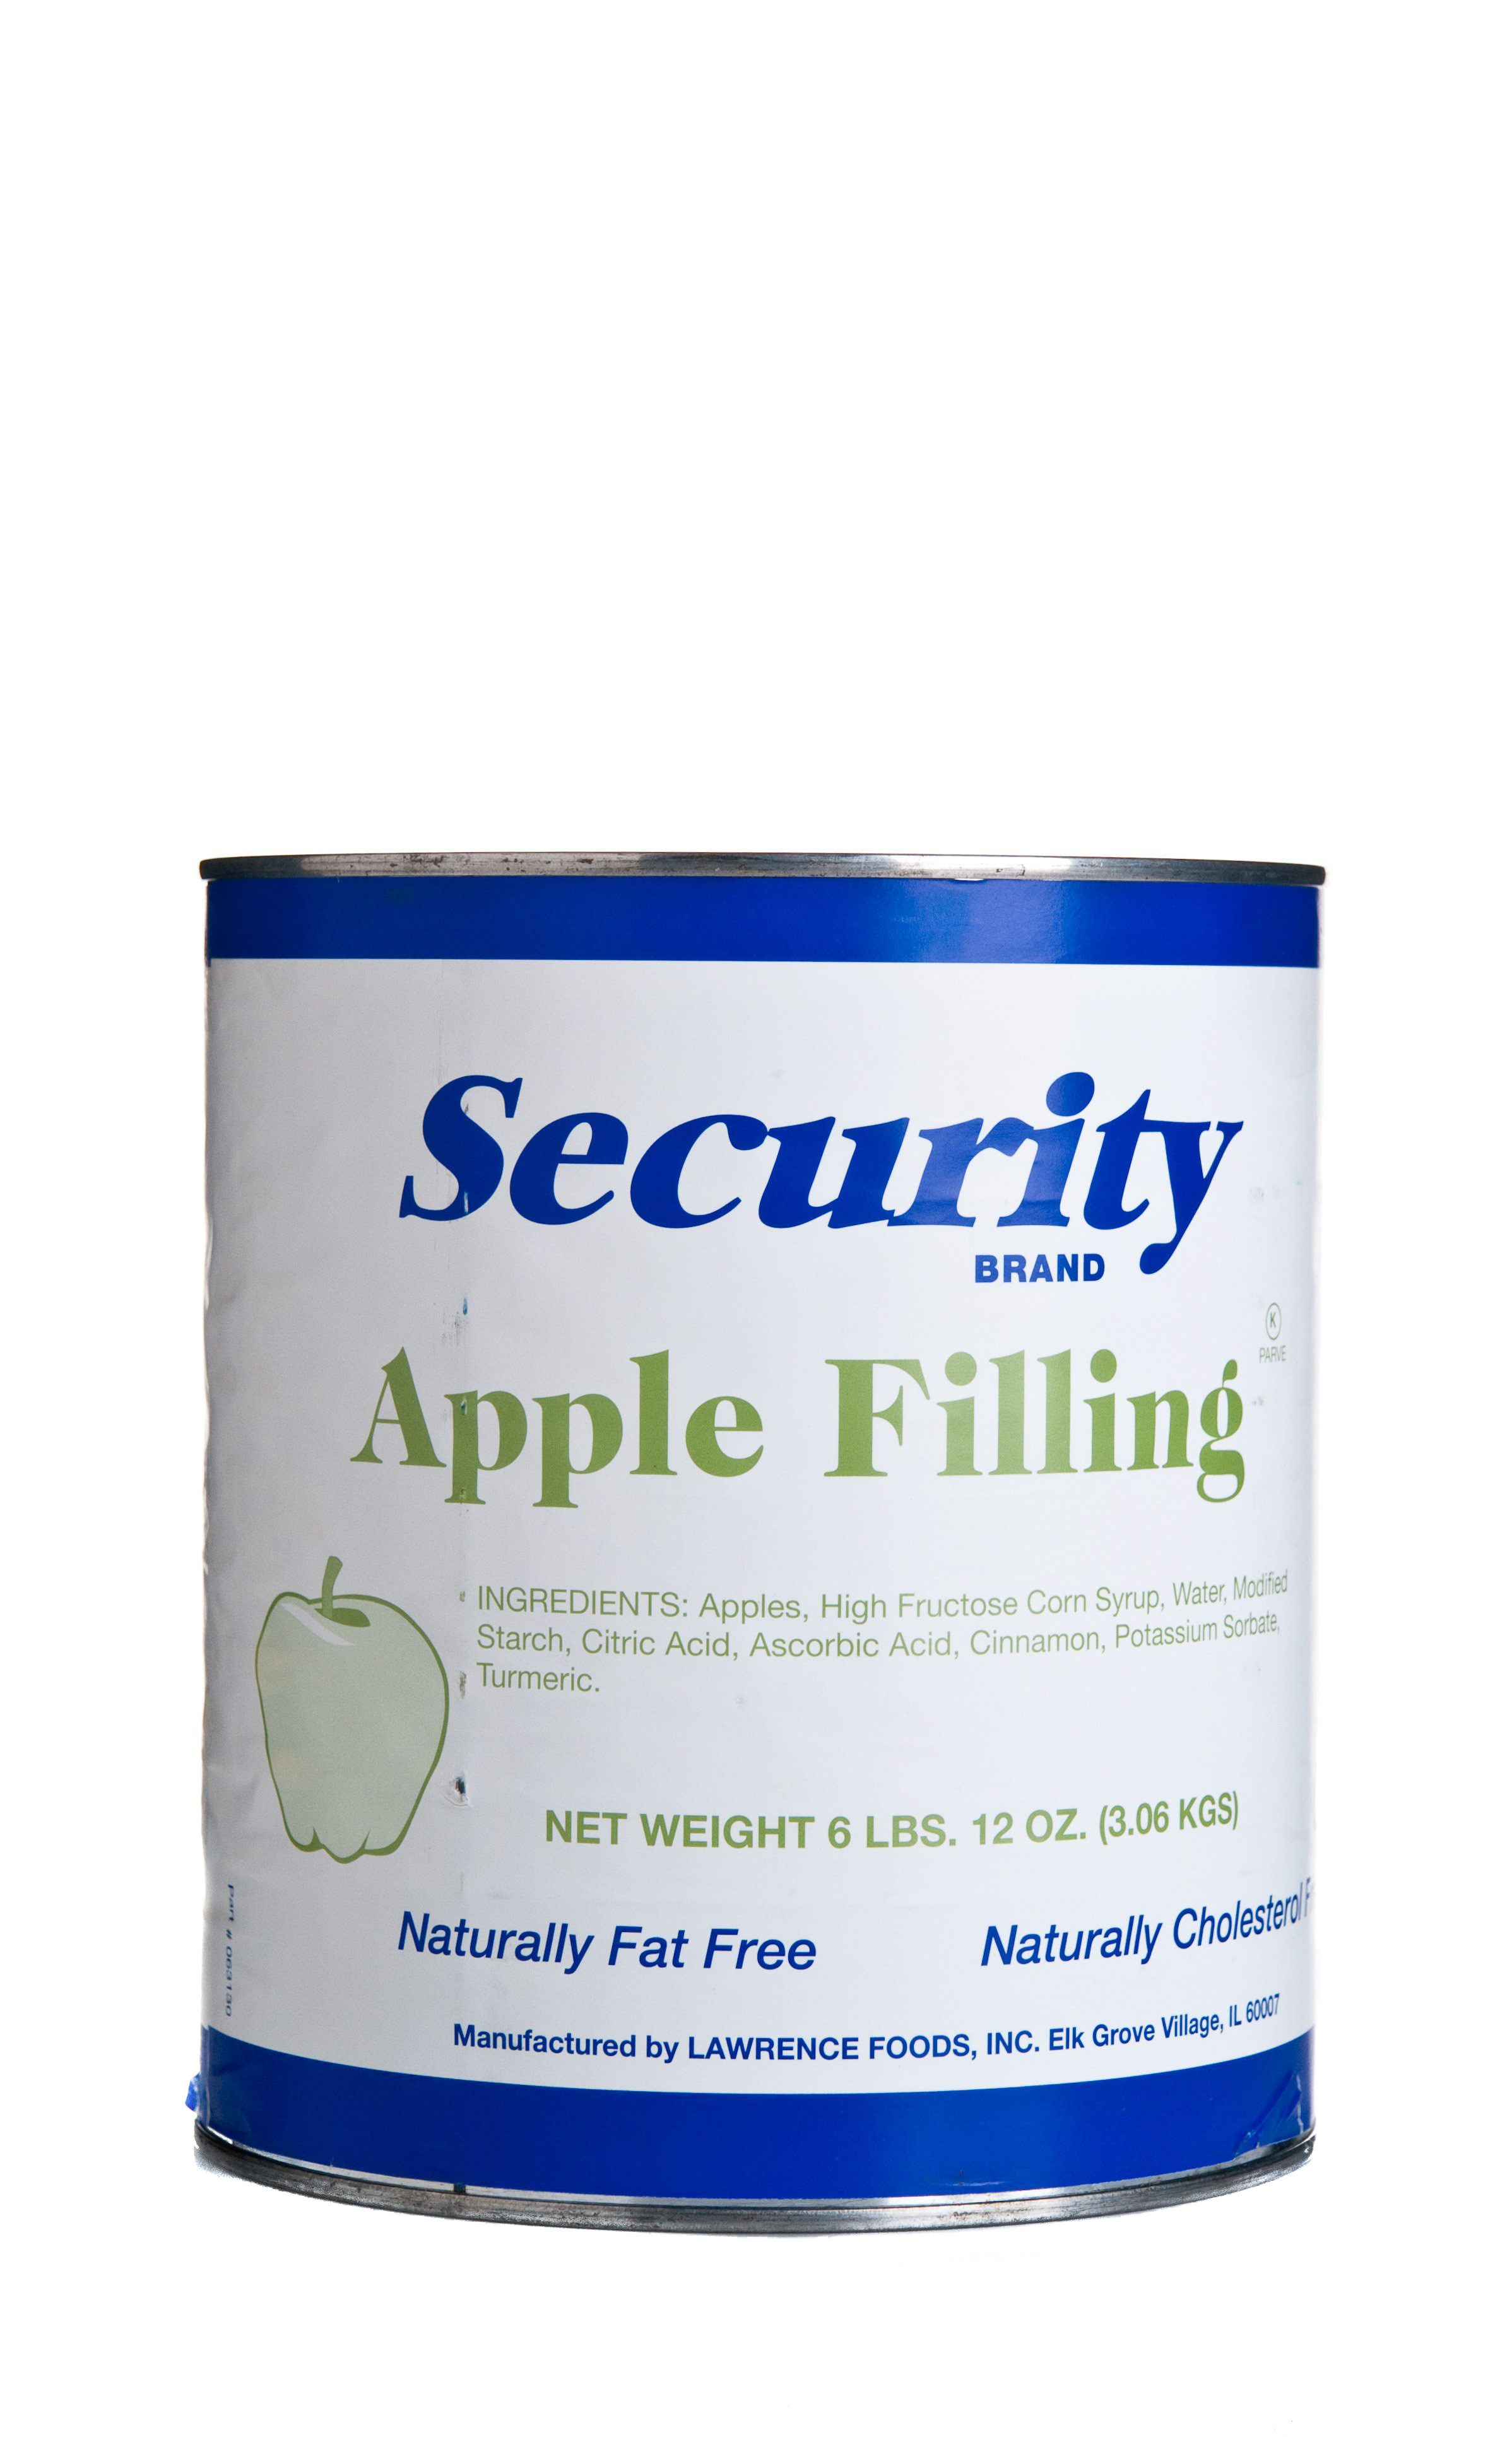 Security
BRAND
K
PARVE
Apple Filling
INGREDIENTS: Apples, High Fructose Corn Syrup, Water, Modified
Starch, Citric Acid, Ascorbic Acid, Cinnamon, Potassium Sorbate,
Turmeric.
NET WEIGHT 6 LBS. 12 OZ. (3.06 KGS)
Naturally Fat Free
Naturally Cholesterol F
Manufactured by LAWRENCE FOODS, INC. Elk Grove Village, IL 60007
Part # 063130